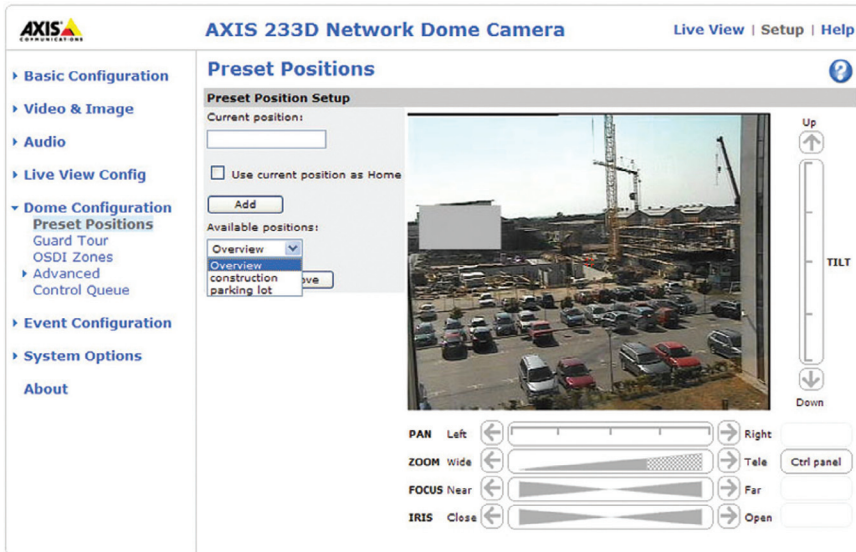 AXIS
COMMUNICATIONS
AXIS 233D Network Dome Camera
Live View | Setup | Help
Basic Configuration
Video & Image
Audio
Live View Config
Dome Configuration
Preset Positions
Guard Tour
OSDI Zones
Advanced
Control Queue
Event Configuration
System Options
About
Preset Positions
?
Preset Position Setup
Current position:
Use current position as Home
Add
Available positions:
Overview
Overview
construction
parking lot
Up
TILT
Down
PAN Left Right
ZOOM Wide Tele Ctrl panel
FOCUS Near Far
IRIS Close Open